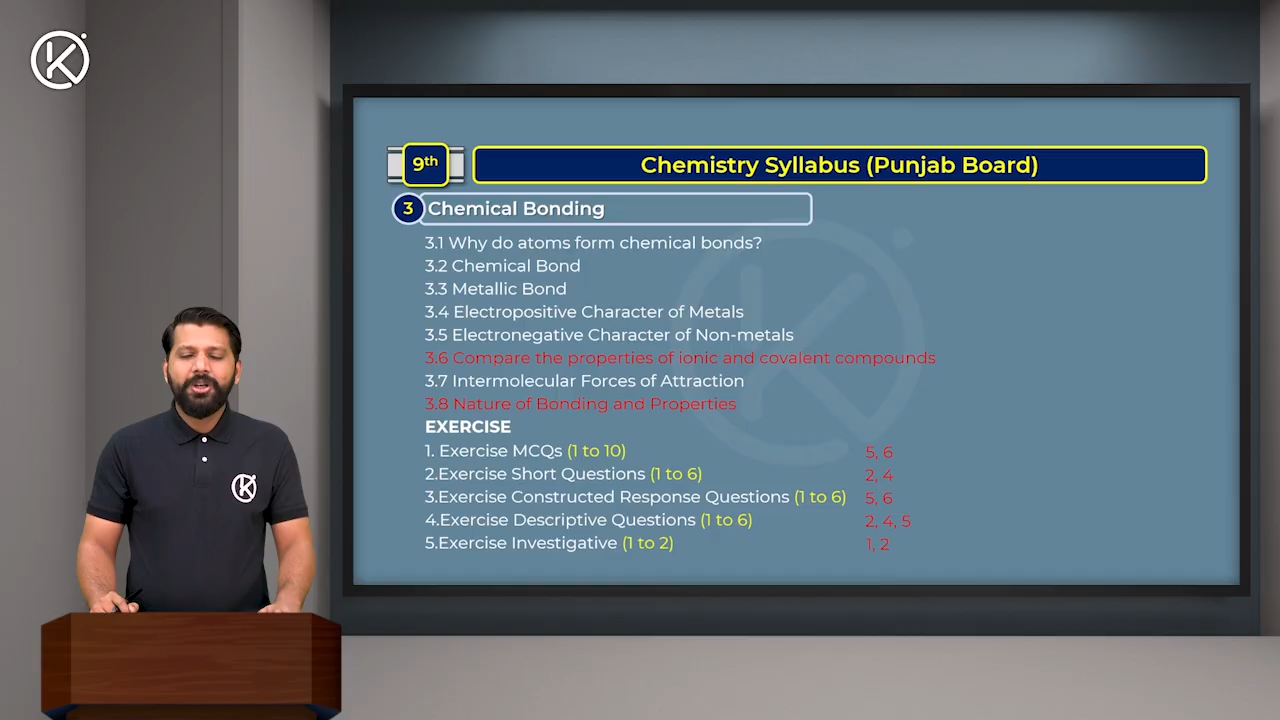 9th Chemistry Syllabus (Punjab Board)
3 Chemical Bonding
3.1 Why do atoms form chemical bonds?
3.2 Chemical Bond
3.3 Metallic Bond
3.4 Electropositive Character of Metals
3.5 Electronegative Character of Non-metals
3.6 Compare the properties of ionic and covalent compounds
3.7 Intermolecular Forces of Attraction
3.8 Nature of Bonding and Properties
EXERCISE
1. Exercise MCQs (1 to 10) 5, 6
2.Exercise Short Questions (1 to 6) 2, 4
3.Exercise Constructed Response Questions (1 to 6) 5, 6
4.Exercise Descriptive Questions (1 to 6) 2, 4, 5
5.Exercise Investigative (1 to 2) 1, 2